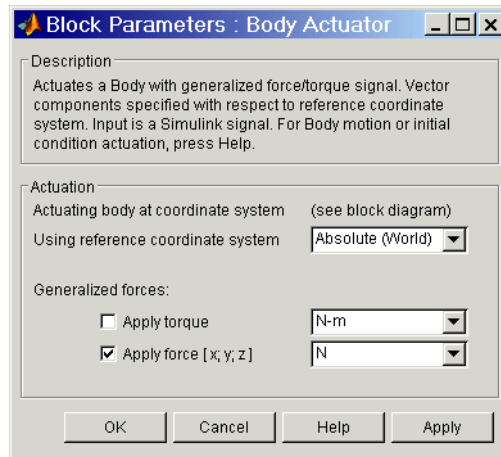 Block Parameters : Body Actuator
Description
Actuates a Body with generalized force/torque signal. Vector
components specified with respect to reference coordinate
system. Input is a Simulink signal. For Body motion or initial
condition actuation, press Help.
Actuation
Actuating body at coordinate system (see block diagram)
Using reference coordinate system Absolute (World)
Generalized forces:
Apply torque N-m
Apply force [ x; y; z ] N
OK Cancel Help Apply